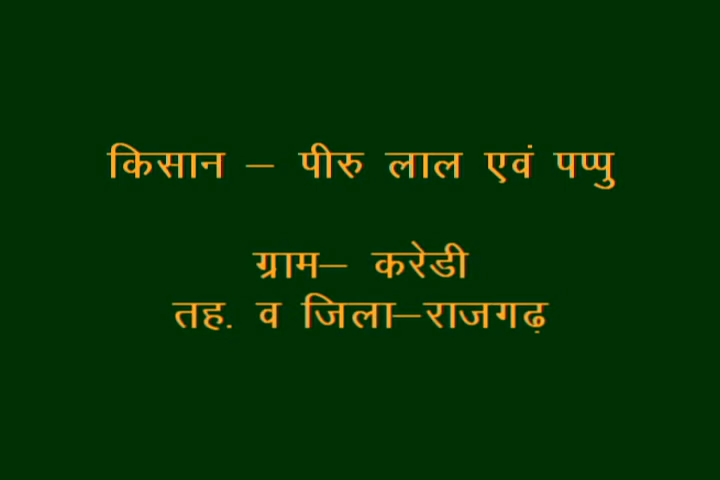 किसान – पीरु लाल एवं पप्पु
ग्राम– करेडी
तह. व जिला–राजगढ़